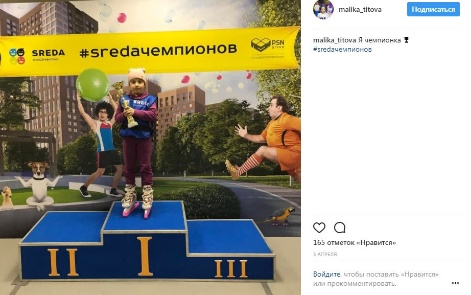 SREDA
#sredaчемпионов
PSN
II
I
III
malika_titova
Подписаться
malika_titova Я чемпионка
#sredaчемпионов
165 отметок «Нравится»
5 АПРЕЛЯ
Войдите, чтобы поставить «Нравится»
или прокомментировать.